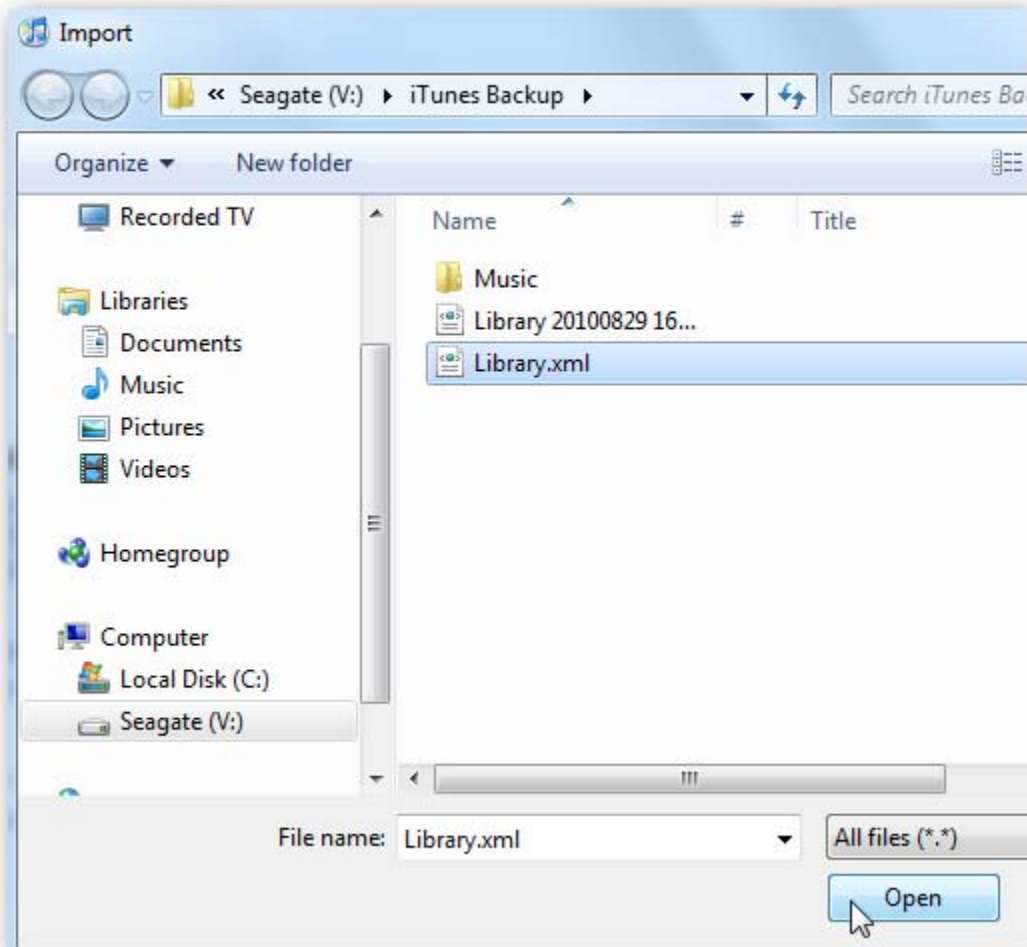 Import
« Seagate (V:) ▸ iTunes Backup ▸
Search iTunes Ba
Organize
New folder
Recorded TV
Libraries
Documents
Music
Pictures
Videos
Homegroup
Computer
Local Disk (C:)
Seagate (V:)
Name # Title
Music
Library 20100829 16...
Library.xml
File name: Library.xml
All files (*.*)
Open